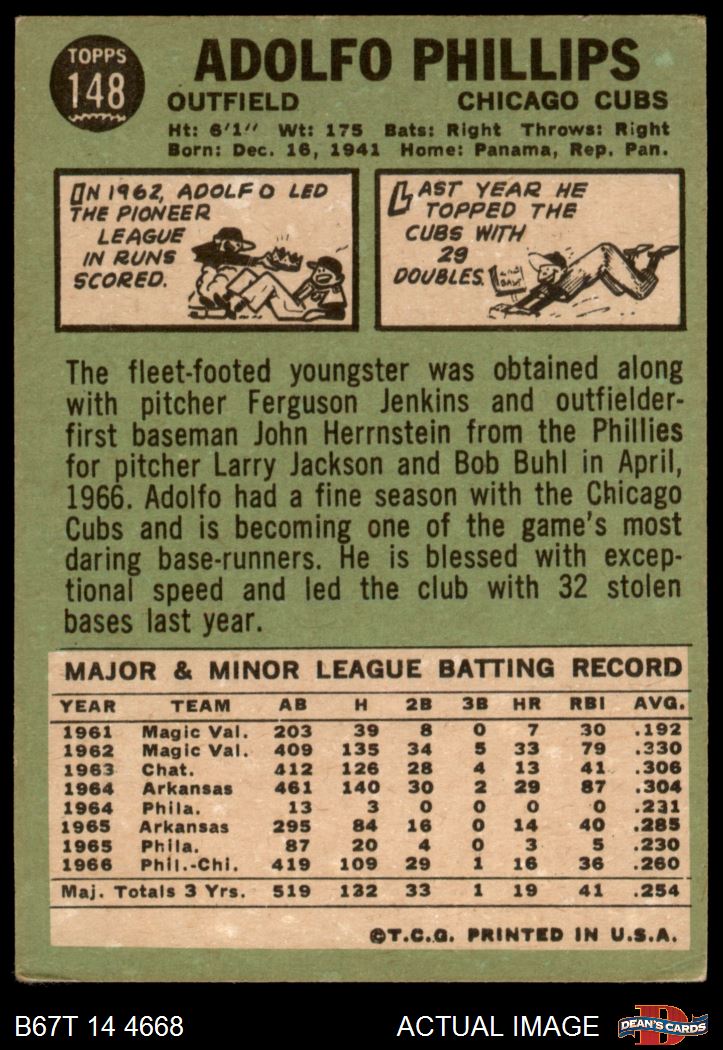 TOPPS
148
ADOLFO PHILLIPS
OUTFIELD CHICAGO CUBS
Ht: 6'1" Wt: 175 Bats: Right Throws: Right
Born: Dec. 16, 1941 Home: Panama, Rep. Pan.
IN 1962, ADOLFO LED
THE PIONEER
LEAGUE
IN RUNS
SCORED.
LAST YEAR HE
TOPPED THE
CUBS WITH
29
DOUBLES.
The fleet-footed youngster was obtained along
with pitcher Ferguson Jenkins and outfielder-
first baseman John Herrnstein from the Phillies
for pitcher Larry Jackson and Bob Buhl in April,
1966. Adolfo had a fine season with the Chicago
Cubs and is becoming one of the game's most
daring base-runners. He is blessed with excep-
tional speed and led the club with 32 stolen
bases last year.
MAJOR & MINOR LEAGUE BATTING RECORD
YEAR TEAM AB H 2B 3B HR RBI AVG.
1961 Magic Val. 203 39 8 0 7 30 .192
1962 Magic Val. 409 135 34 5 33 79 .330
1963 Chat. 412 126 28 4 13 41 .306
1964 Arkansas 461 140 30 2 29 87 .304
1964 Phila. 13 3 0 0 0 0 .231
1965 Arkansas 295 84 16 0 14 40 .285
1965 Phila. 87 20 4 0 3 5 .230
1966 Phil.-Chi. 419 109 29 1 16 36 .260
Maj. Totals 3 Yrs. 519 132 33 1 19 41 .254
©T.C.G. PRINTED IN U.S.A.
B67T 14 4668 ACTUAL IMAGE
D
DEAN'S CARDS